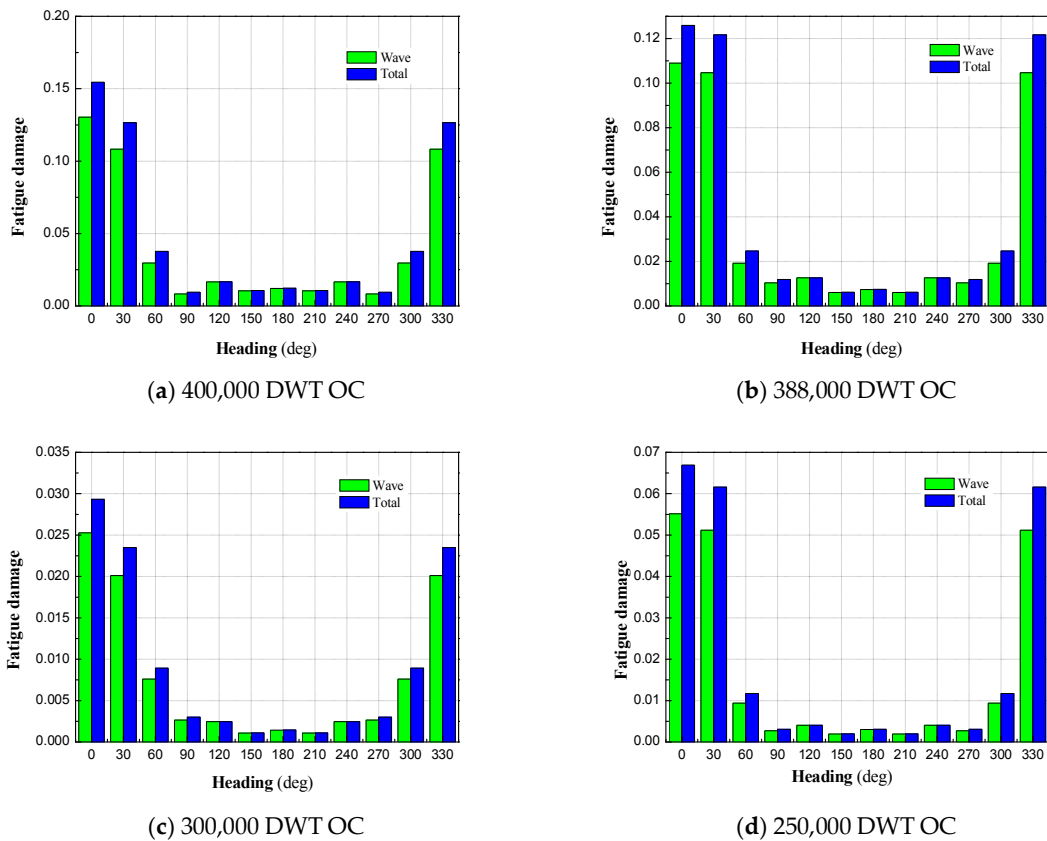 0.20
0.15
0.10
0.05
0.00
Fatigue damage
Wave
Total
0 30 60 90 120 150 180 210 240 270 300 330
Heading (deg)
(a) 400,000 DWT OC
0.12
0.10
0.08
0.06
0.04
0.02
0.00
Fatigue damage
Wave
Total
0 30 60 90 120 150 180 210 240 270 300 330
Heading (deg)
(b) 388,000 DWT OC
0.035
0.030
0.025
0.020
0.015
0.010
0.005
0.000
Fatigue damage
Wave
Total
0 30 60 90 120 150 180 210 240 270 300 330
Heading (deg)
(c) 300,000 DWT OC
0.07
0.06
0.05
0.04
0.03
0.02
0.01
0.00
Fatigue damage
Wave
Total
0 30 60 90 120 150 180 210 240 270 300 330
Heading (deg)
(d) 250,000 DWT OC